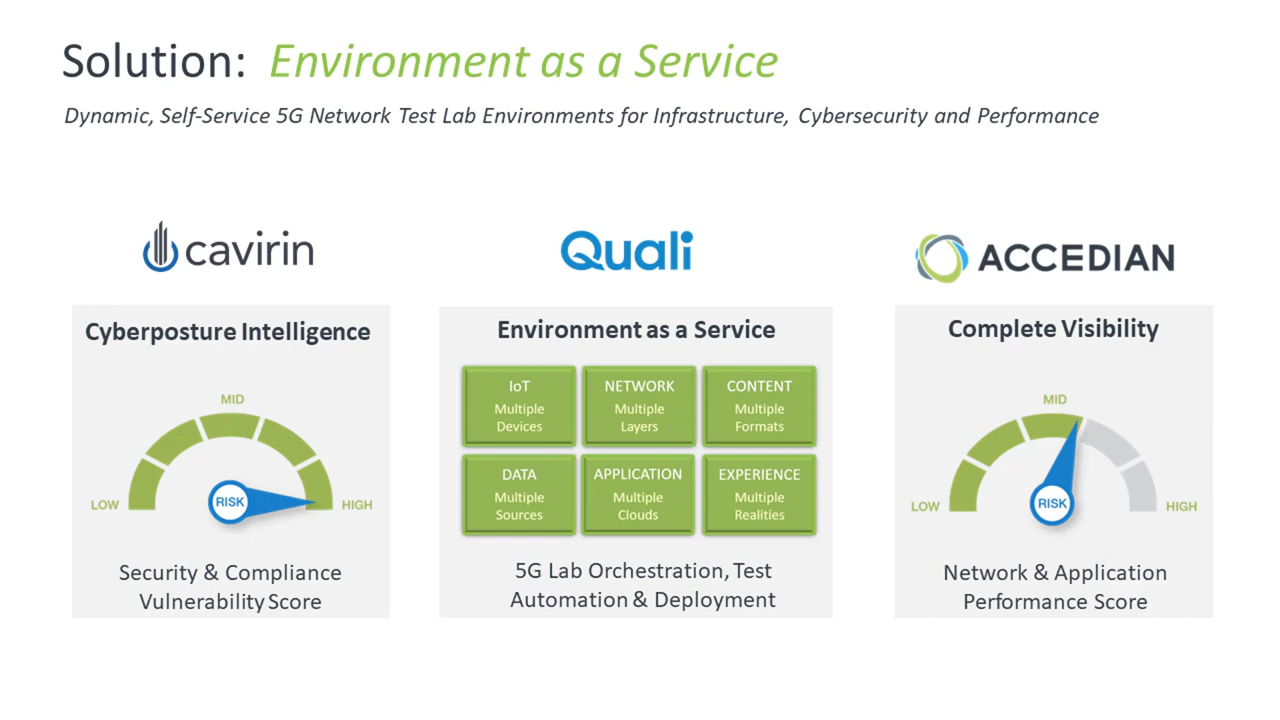 Solution: Environment as a Service
Dynamic, Self-Service 5G Network Test Lab Environments for Infrastructure, Cybersecurity and Performance
cavirin
Cyberposture Intelligence
MID
LOW
RISK
HIGH
Security & Compliance
Vulnerability Score
Quali
Environment as a Service
IoT
Multiple
Devices
NETWORK
Multiple
Layers
CONTENT
Multiple
Formats
DATA
Multiple
Sources
APPLICATION
Multiple
Clouds
EXPERIENCE
Multiple
Realities
5G Lab Orchestration, Test
Automation & Deployment
ACCEDIAN
Complete Visibility
MID
LOW
RISK
HIGH
Network & Application
Performance Score